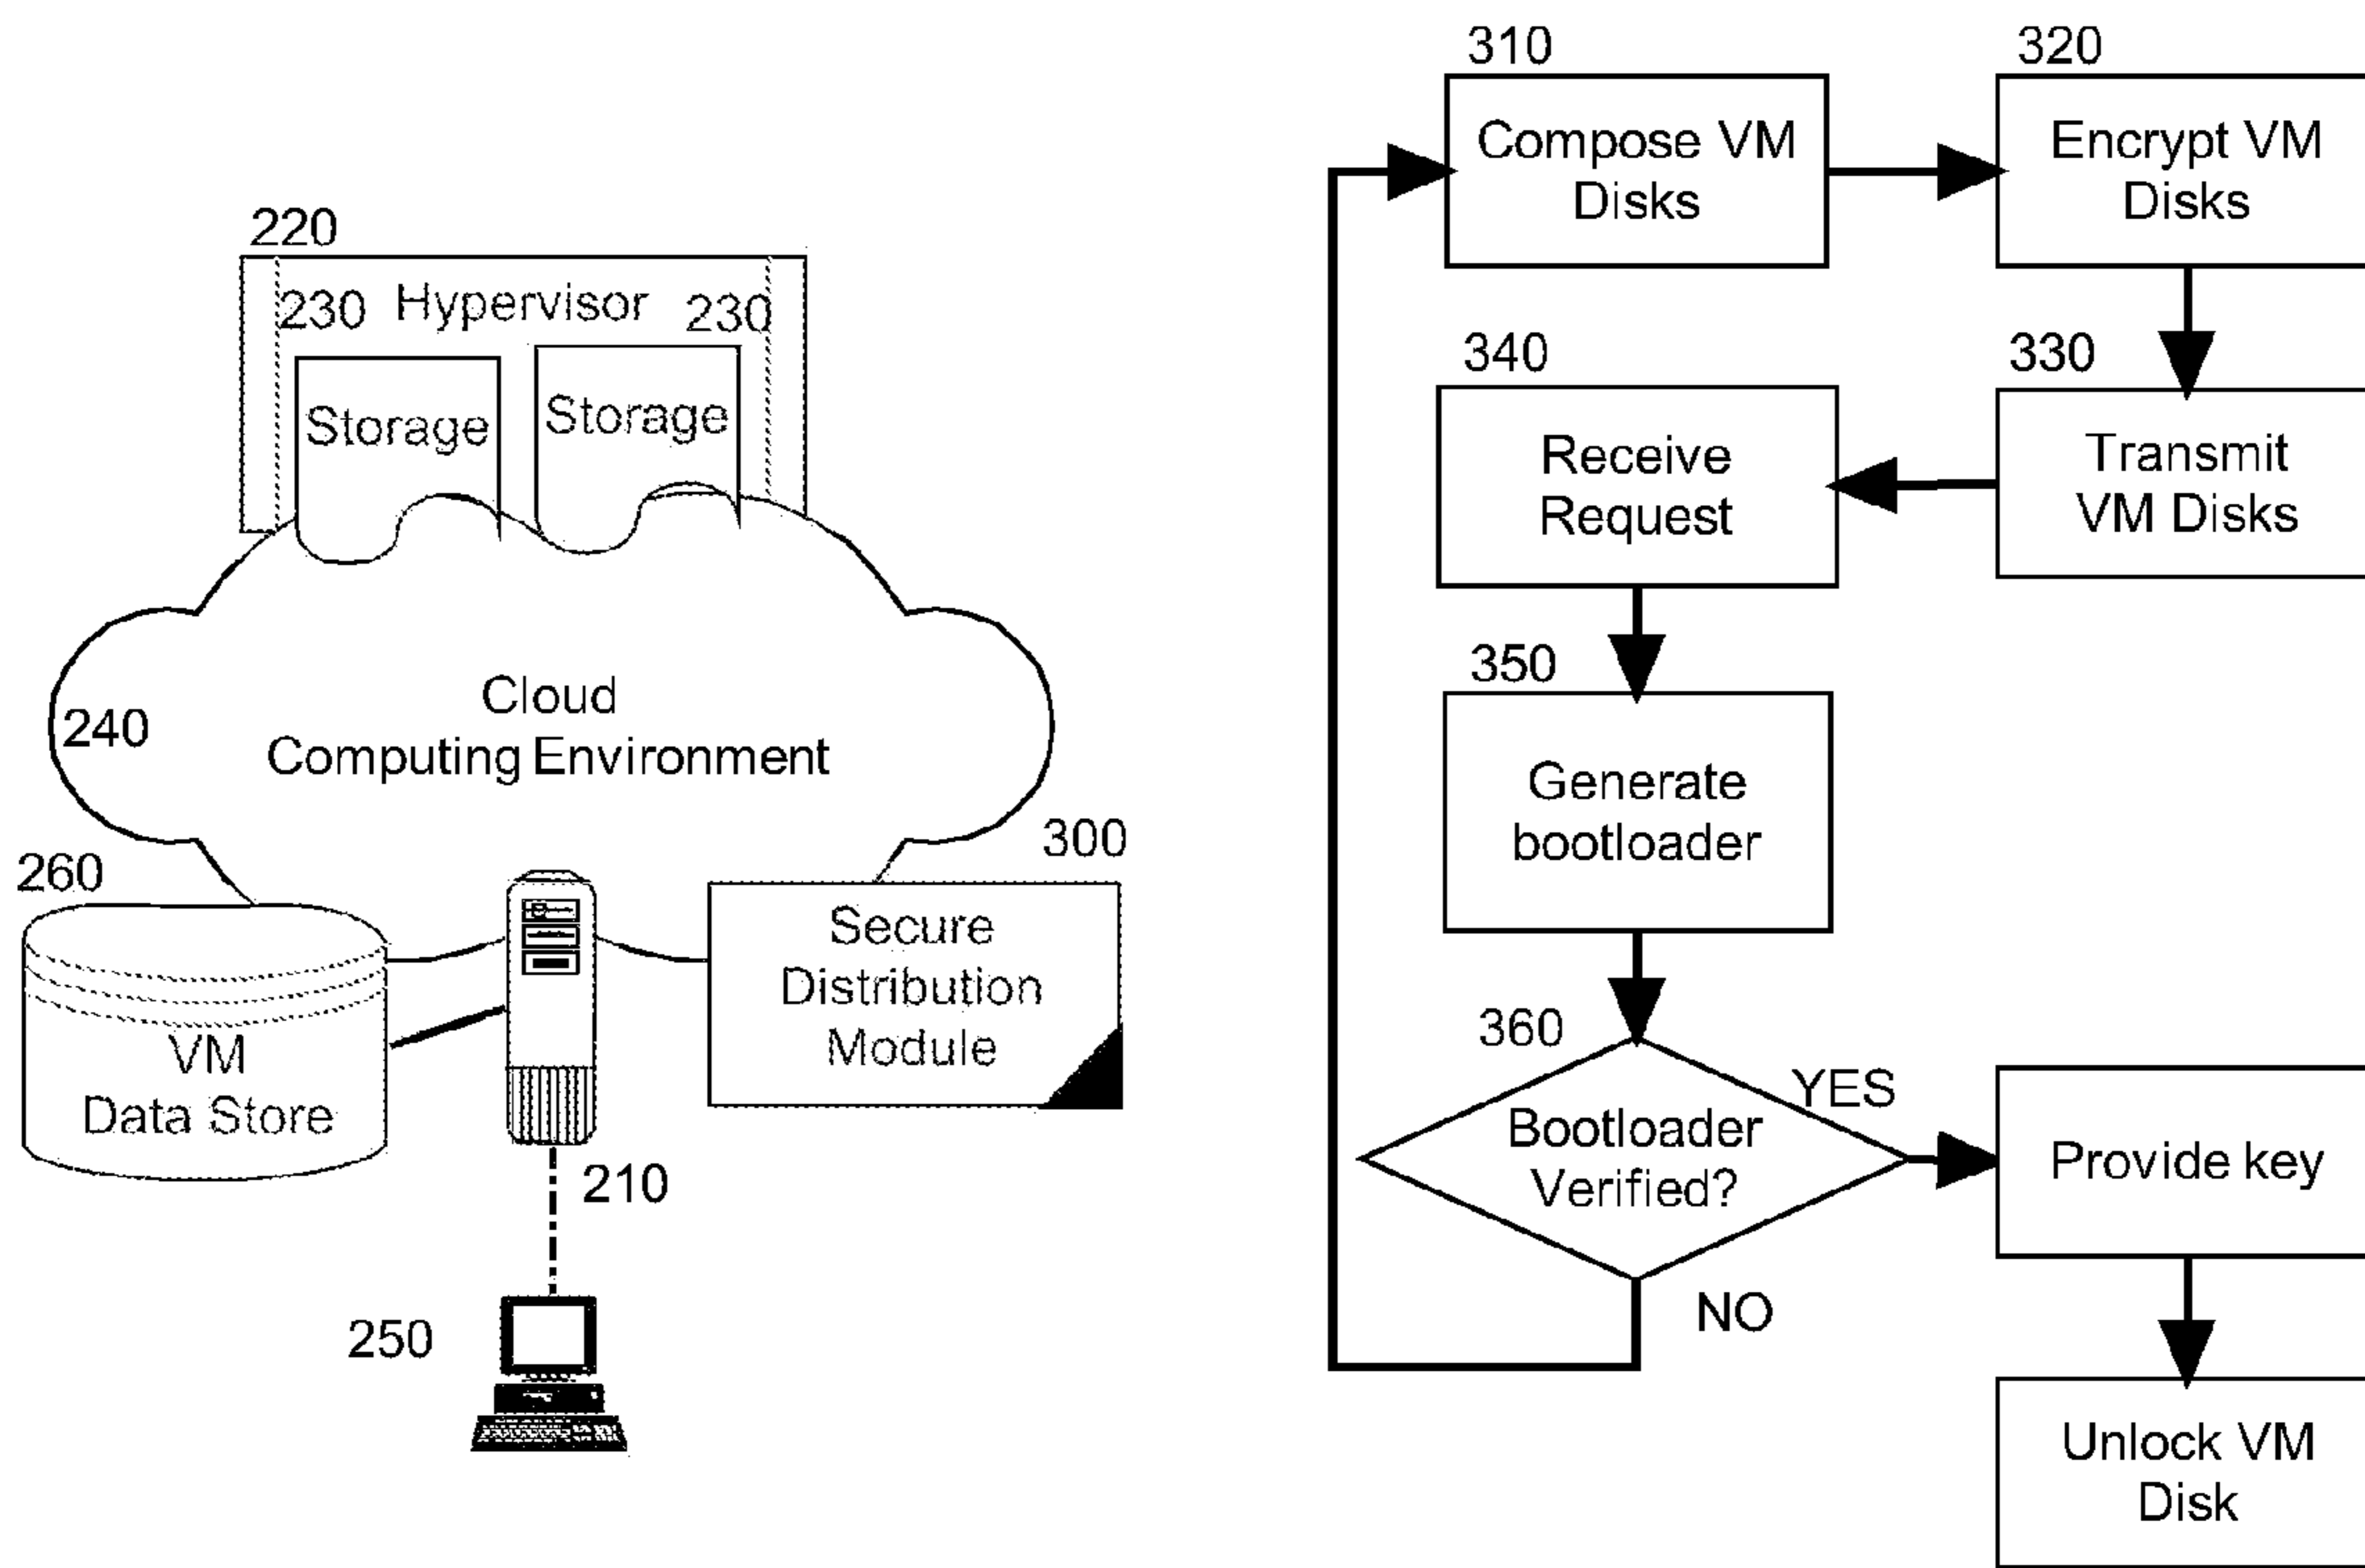 220
230 Hypervisor 230
Storage
Storage
Cloud
Computing Environment
240
300
260
Secure
Distribution
Module
VM
Data Store
210
250
310
Compose VM
Disks
320
Encrypt VM
Disks
330
Transmit
VM Disks
340
Receive
Request
350
Generate
bootloader
360
Bootloader
Verified?
YES
NO
Provide key
Unlock VM
Disk